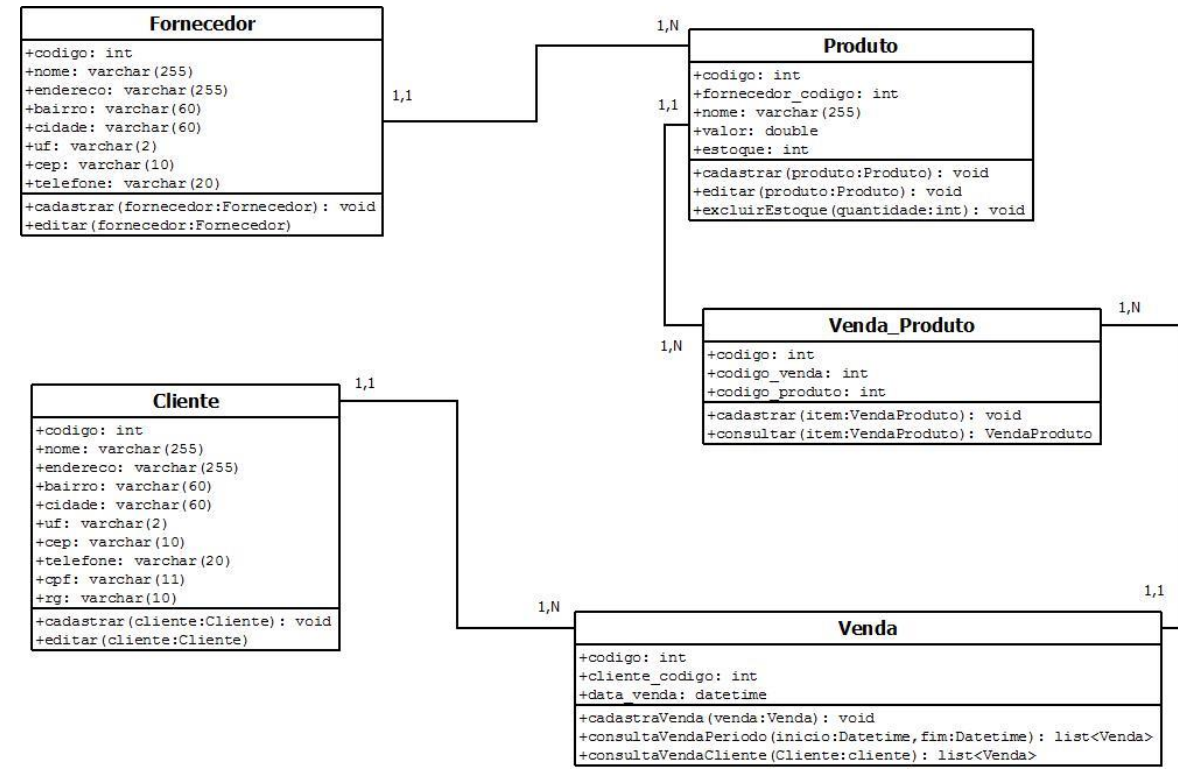 Fornecedor
+codigo: int
+nome: varchar(255)
+endereco: varchar(255)
+bairro: varchar(60)
+cidade: varchar(60)
+uf: varchar(2)
+cep: varchar(10)
+telefone: varchar(20)
+cadastrar(fornecedor:Fornecedor): void
+editar(fornecedor:Fornecedor)
1,1
1,N
Produto
+codigo: int
+fornecedor_codigo: int
+nome: varchar(255)
+valor: double
+estoque: int
+cadastrar(produto:Produto): void
+editar(produto:Produto): void
+excluirEstoque(quantidade:int): void
1,1
1,N
Venda_Produto
+codigo: int
+codigo_venda: int
+codigo_produto: int
+cadastrar(item:VendaProduto): void
+consultar(item:VendaProduto): VendaProduto
1,N
Cliente
+codigo: int
+nome: varchar(255)
+endereco: varchar(255)
+bairro: varchar(60)
+cidade: varchar(60)
+uf: varchar(2)
+cep: varchar(10)
+telefone: varchar(20)
+cpf: varchar(11)
+rg: varchar(10)
+cadastrar(cliente:Cliente): void
+editar(cliente:Cliente)
1,1
1,N
1,1
Venda
+codigo: int
+cliente_codigo: int
+data_venda: datetime
+cadastraVenda(venda:Venda): void
+consultaVendaPeriodo(inicio:Datetime,fim:Datetime): list<Venda>
+consultaVendaCliente(Cliente:cliente): list<Venda>